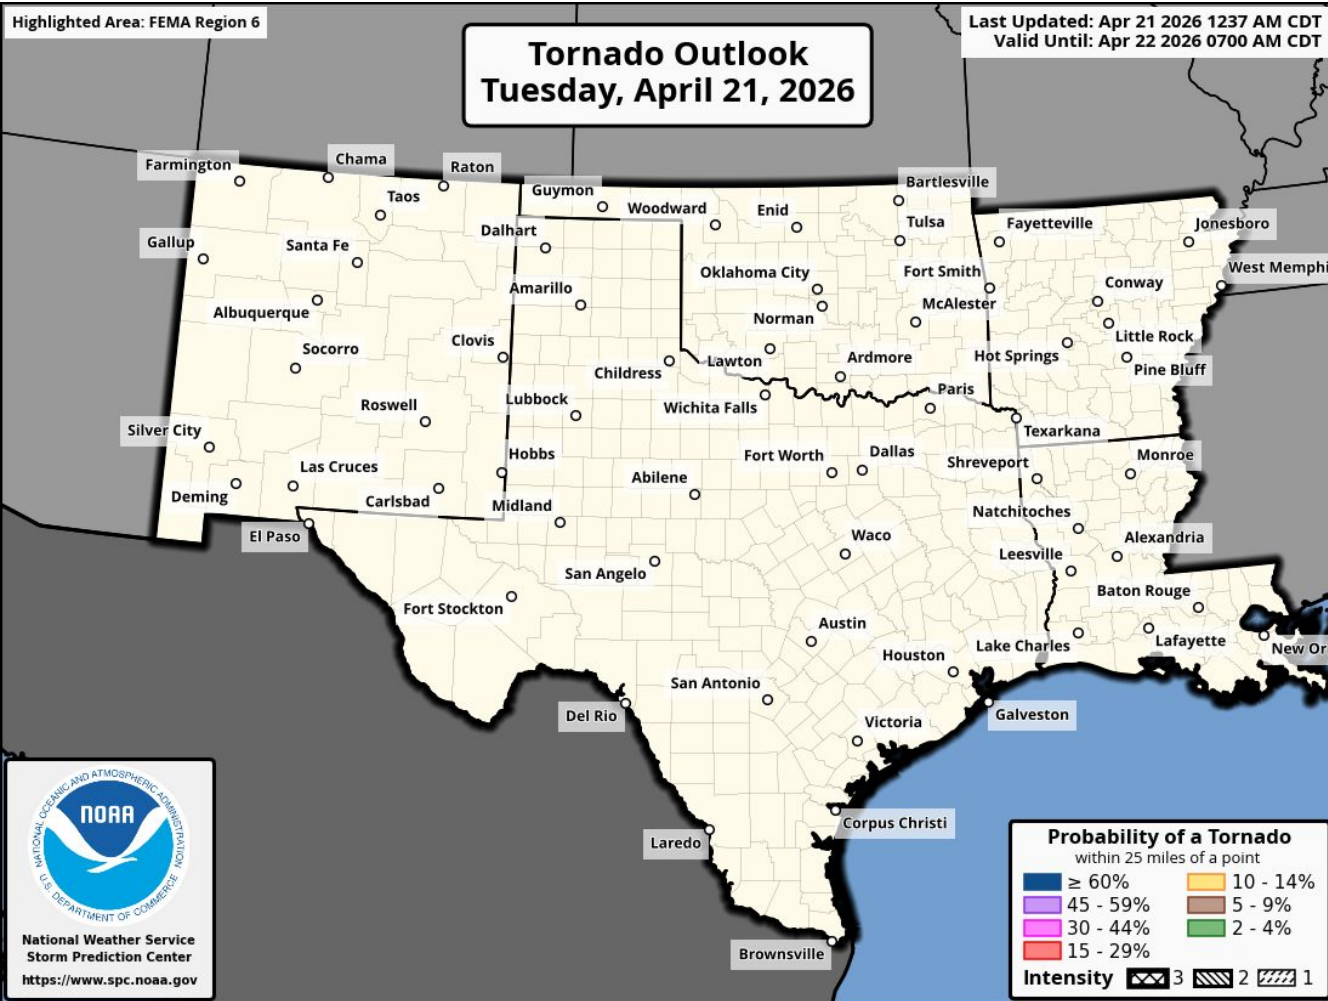 Highlighted Area: FEMA Region 6
Last Updated: Apr 21 2026 1237 AM CDT
Valid Until: Apr 22 2026 0700 AM CDT
Tornado Outlook
Tuesday, April 21, 2026
Farmington
Chama
Raton
Taos
Guymon
Woodward
Enid
Bartlesville
Tulsa
Fayetteville
Jonesboro
Gallup
Santa Fe
Dalhart
Oklahoma City
Fort Smith
West Memphi
Albuquerque
Amarillo
Norman
McAlester
Conway
Socorro
Clovis
Childress
Lawton
Ardmore
Hot Springs
Little Rock
Pine Bluff
Roswell
Lubbock
Wichita Falls
Paris
Texarkana
Silver City
Las Cruces
Hobbs
Abilene
Fort Worth
Dallas
Shreveport
Monroe
Deming
Carlsbad
Midland
Natchitoches
El Paso
San Angelo
Waco
Leesville
Alexandria
Fort Stockton
Austin
Baton Rouge
Houston
Lake Charles
Lafayette
New Or
San Antonio
Del Rio
Victoria
Galveston
Corpus Christi
Laredo
Brownsville
NATIONAL OCEANIC AND ATMOSPHERIC ADMINISTRATION
NOAA
U.S. DEPARTMENT OF COMMERCE
National Weather Service
Storm Prediction Center
https://www.spc.noaa.gov
Probability of a Tornado
within 25 miles of a point
≥ 60% 10 - 14%
45 - 59% 5 - 9%
30 - 44% 2 - 4%
15 - 29%
Intensity 3 2 1